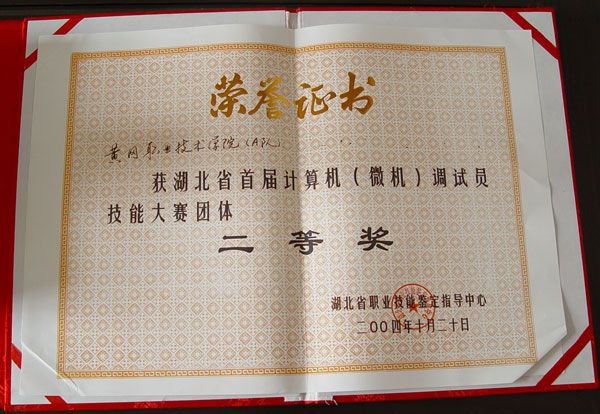 荣誉证书
黄冈职业技术学院(A队)
获湖北省首届计算机(微机)调试员
技能大赛团体
二等奖
湖北省职业技能鉴定指导中心
二〇〇四年十月二十日